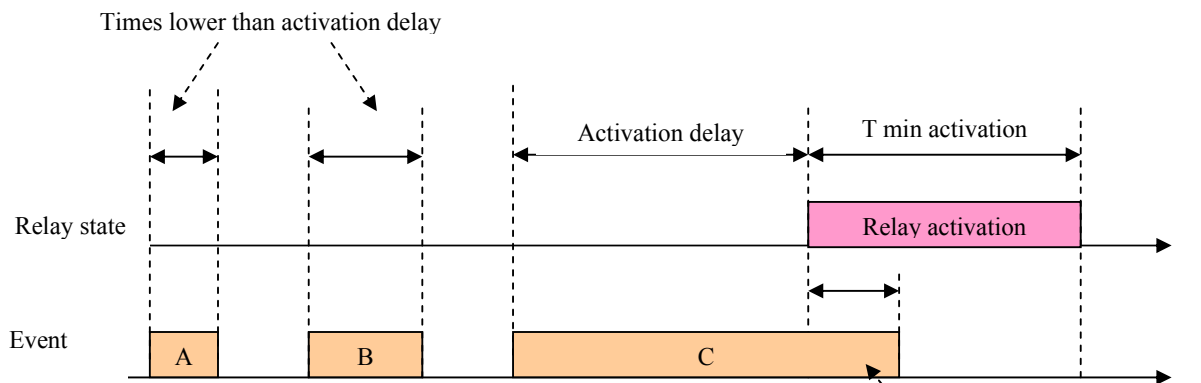 Times lower than activation delay
Activation delay
T min activation
Relay state
Relay activation
Event
A
B
C